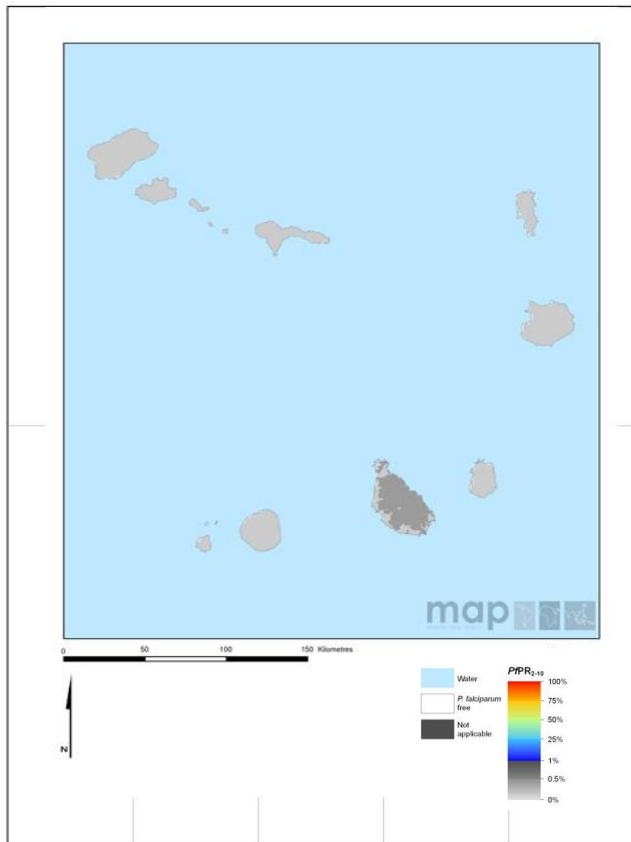 map
0 50 100 150 Kilometres
N
Water
P. falciparum
free
Not
applicable
PfPR2-10
100%
75%
50%
25%
1%
0.5%
0%